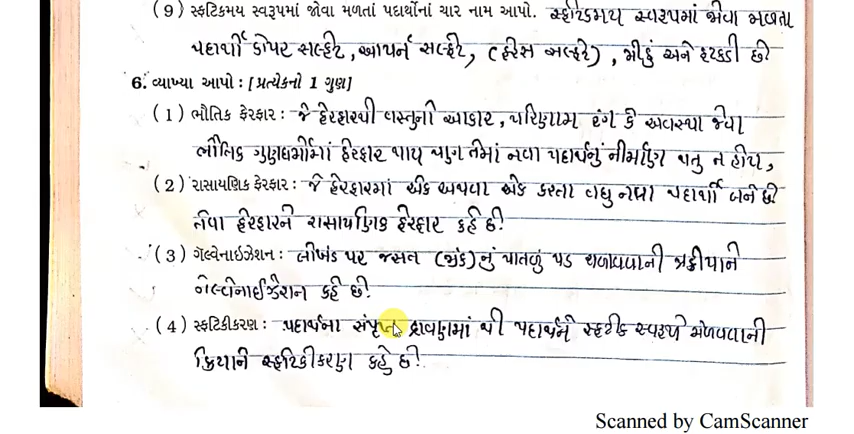 (9) સ્ફટિકમય સ્વરૂપમાં જોવા મળતાં પદાર્થોનાં ચાર નામ આપો. સ્ફટિકમય સ્વરૂપમાં જોવા મળતા
પદાર્થો કોપર સલ્ફેટ, આયર્ન સલ્ફેટ, (ફેરસ સલ્ફેટ), મીઠું અને ફટકડી છે
6. વ્યાખ્યા આપો : [પ્રત્યેકનો 1 ગુણ]
(1) ભૌતિક ફેરફાર : જે ફેરફારથી વસ્તુનો આકાર, પરિણામ રંગ કે અવસ્થા જેવા
ભૌતિક ગુણધર્મોમાં ફેરફાર થાય પણ તેમાં નવા પદાર્થનું નીર્માણ થતુ ન હોય,
(2) રાસાયણિક ફેરફાર : જે ફેરફારમાં એક અથવા એક કરતા વધુ નવા પદાર્થો બને છે
તેવા ફેરફારને રાસાયણિક ફેરફાર કહે છે.
(3) ગૅલ્વેનાઇઝેશન : લોખંડ પર જસત (ઝીંક) નું પાતળું પડ ચળાવવાની પ્રક્રીયાને
ગેલ્વેનાઈઝેશન કહે છે.
(4) સ્ફટિકીકરણ : પદાર્થના સંપૃક્ત દ્રાવણમાં થી પદાર્થને સ્ફટીક સ્વરૂપે મેળવવાની
ક્રિયાને સ્ફટિકીકરણ કહે છે.
Scanned by CamScanner